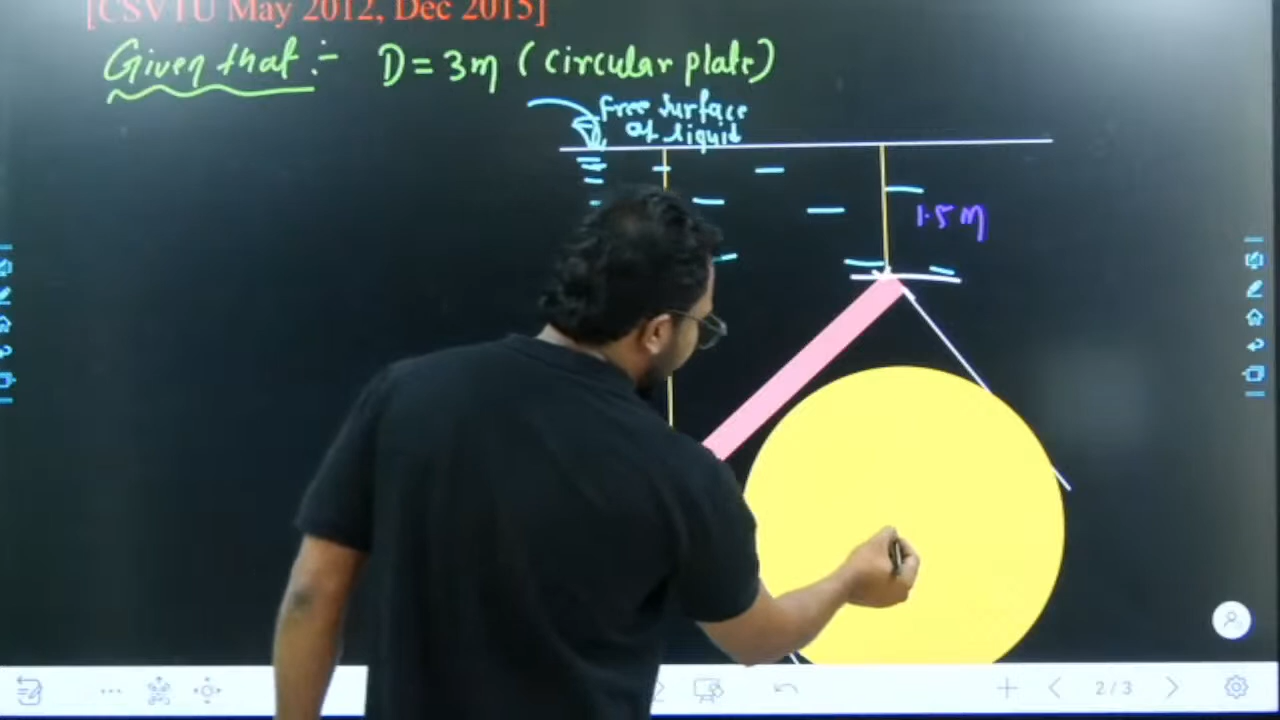 [CSVTU May 2012, Dec 2015]
Given that :- D = 3m (circular plate)
free surface
of liquid
1.5 m
2/3